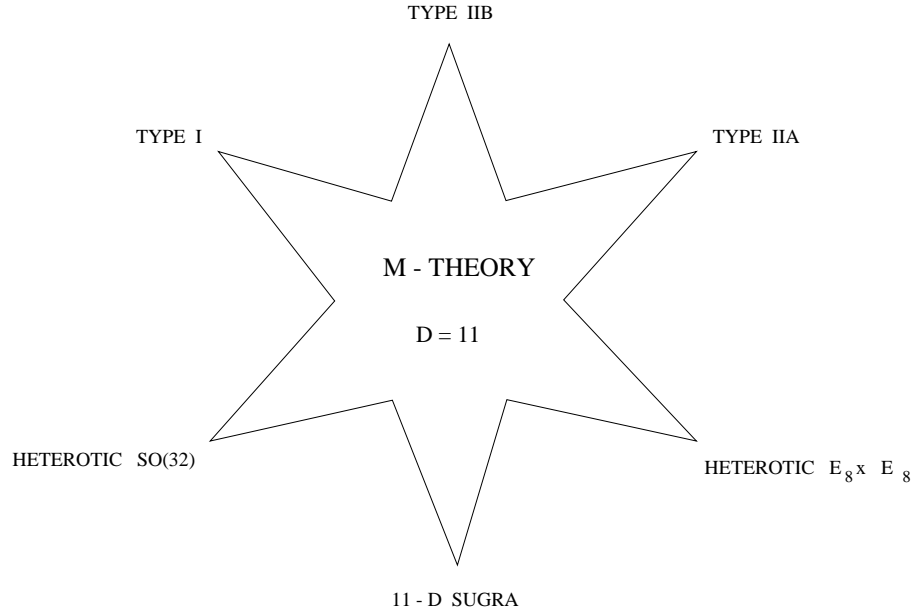 TYPE IIB
TYPE I
TYPE IIA
M - THEORY
D = 11
HETEROTIC SO(32)
HETEROTIC E8 x E8
11 - D SUGRA